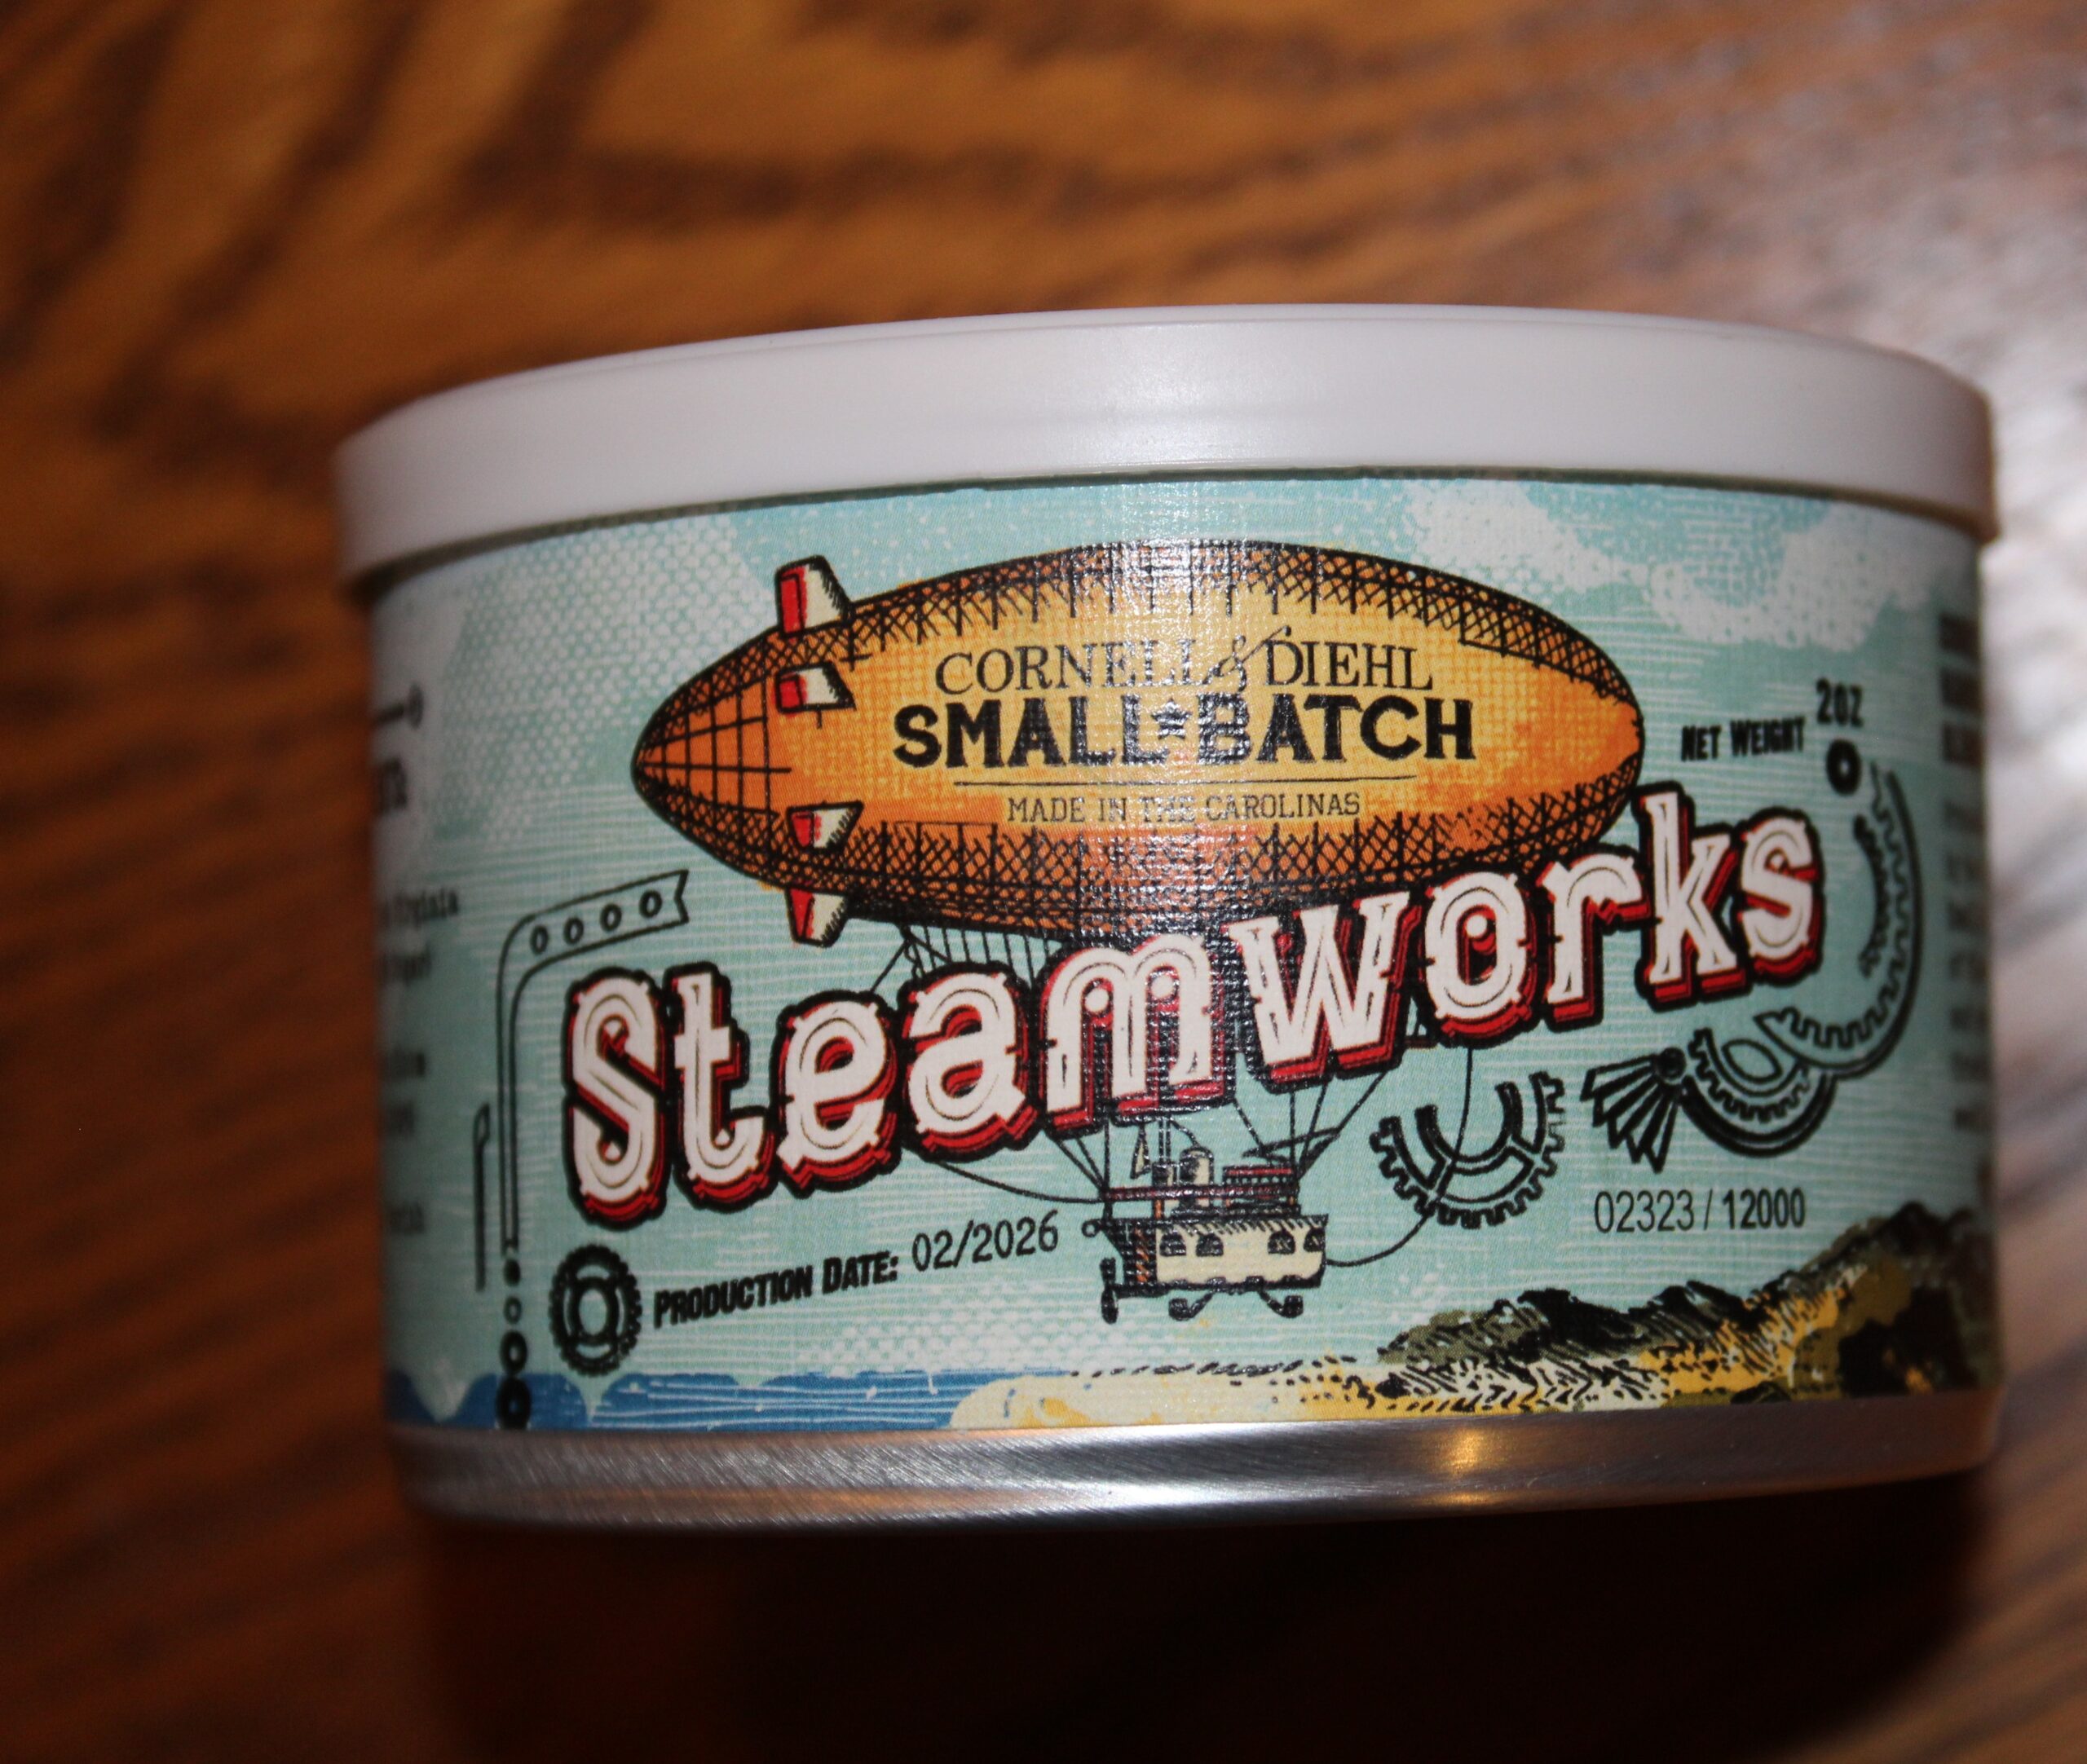 CORNELL & DIEHL
SMALL★BATCH
MADE IN THE CAROLINAS
NET WEIGHT 2OZ
Steamworks
02323 / 12000
PRODUCTION DATE: 02/2026